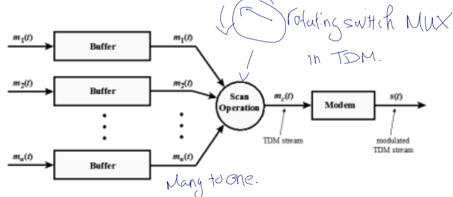 rotating switch MUX
in TDM.
m₁(t) Buffer m₁(t)
m₂(t) Buffer m₂(t)
Scan
Operation
m_c(t) Modem s(t)
TDM stream
modulated
TDM stream
mₙ(t) Buffer mₙ(t)
Many to one.